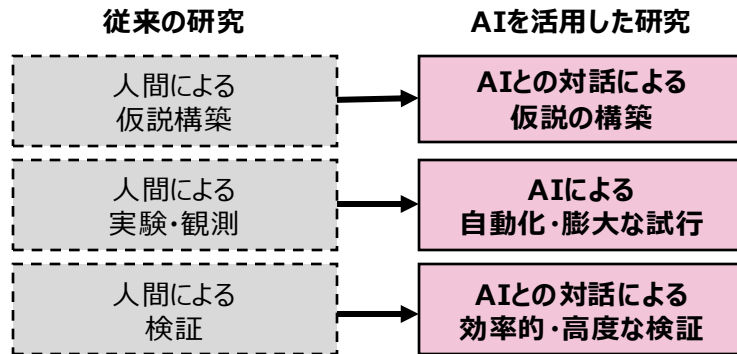 従来の研究
AIを活用した研究
人間による
仮説構築
AIとの対話による
仮説の構築
人間による
実験・観測
AIによる
自動化・膨大な試行
人間による
検証
AIとの対話による
効率的・高度な検証